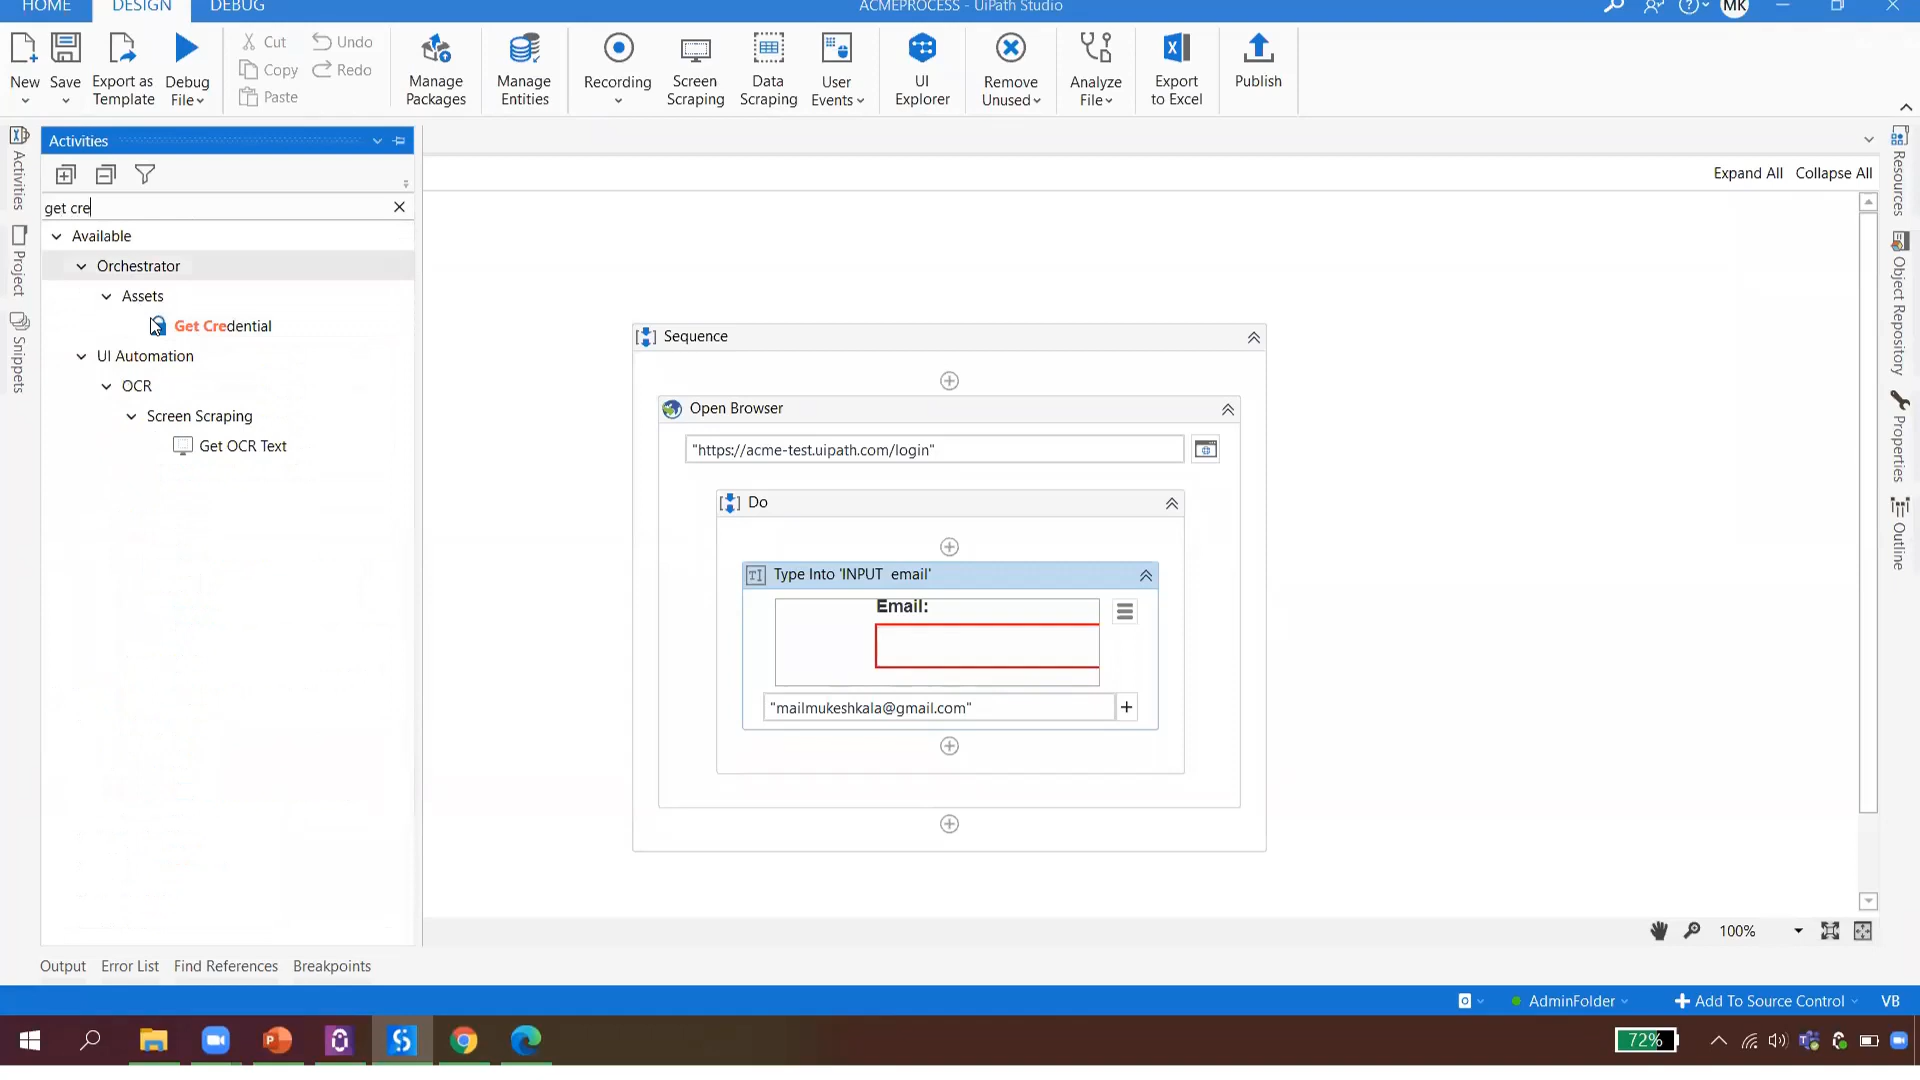 HOME DESIGN DEBUG
ACMEPROCESS - UiPath Studio
MK
New
Save
Export as
Template
Debug
File
Cut
Copy
Paste
Undo
Redo
Manage
Packages
Manage
Entities
Recording
Screen
Scraping
Data
Scraping
User
Events
UI
Explorer
Remove
Unused
Analyze
File
Export
to Excel
Publish
Activities
Project
Snippets
Activities
get cre
Available
Orchestrator
Assets
Get Credential
UI Automation
OCR
Screen Scraping
Get OCR Text
Expand All Collapse All
Sequence
Open Browser
"https://acme-test.uipath.com/login"
Do
Type Into 'INPUT email'
Email:
"mailmukeshkala@gmail.com"
Resources
Object Repository
Properties
Outline
100%
Output Error List Find References Breakpoints
AdminFolder
Add To Source Control
VB
72%